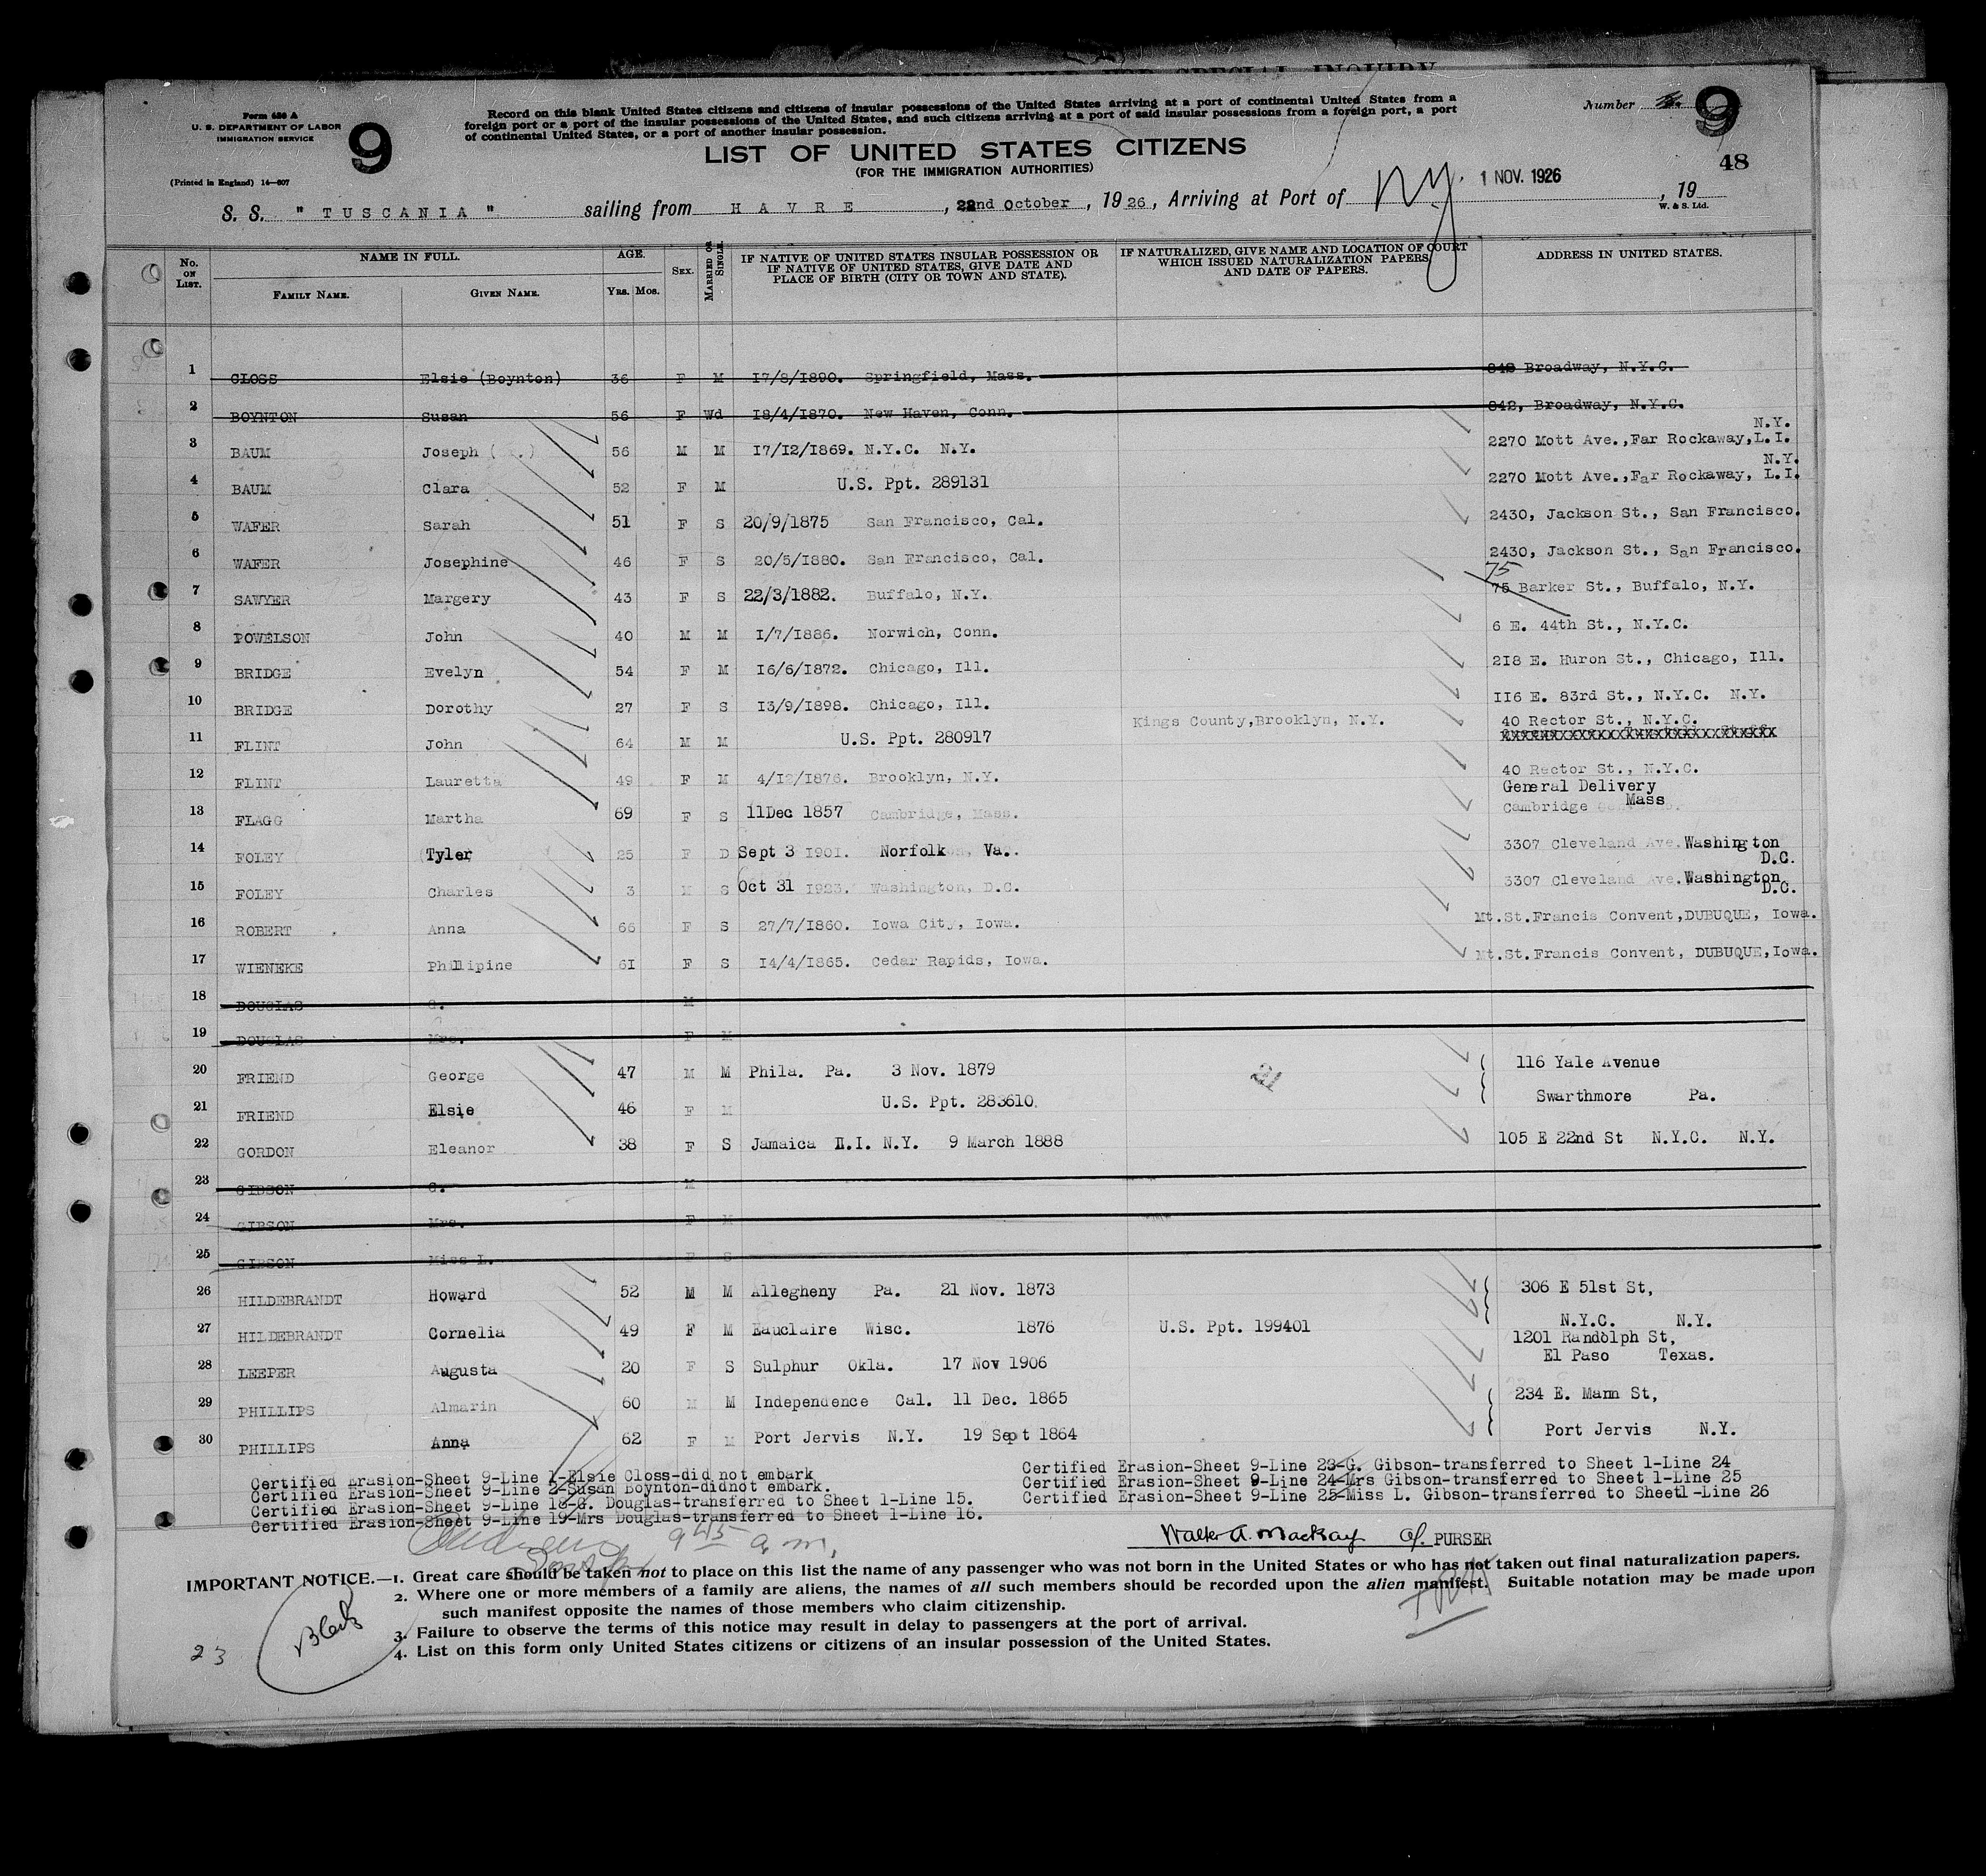 Form 436 A
U. S. DEPARTMENT OF LABOR
IMMIGRATION SERVICE
9
(Printed in England) 14—607
Record on this blank United States citizens and citizens of insular possessions of the United States arriving at a port of continental United States from a
foreign port or a port of the insular possessions of the United States, and such citizens arriving at a port of said insular possessions from a foreign port, a port
of continental United States, or a port of another insular possession.
LIST OF UNITED STATES CITIZENS
(FOR THE IMMIGRATION AUTHORITIES)
Number 9
48
S. S. " TUSCANIA " sailing from HAVRE, 22nd October, 1926, Arriving at Port of N.Y. 1 NOV. 1926, 19
W. & S. Ltd.
No. ON LIST. NAME IN FULL. FAMILY NAME. GIVEN NAME. AGE. YRS. MOS. SEX. MARRIED OR SINGLE. IF NATIVE OF UNITED STATES INSULAR POSSESSION OR IF NATIVE OF UNITED STATES, GIVE DATE AND PLACE OF BIRTH (CITY OR TOWN AND STATE). IF NATURALIZED, GIVE NAME AND LOCATION OF COURT WHICH ISSUED NATURALIZATION PAPERS, AND DATE OF PAPERS. ADDRESS IN UNITED STATES.
1 CLOSS Elsie (Boynton) 36 F M 17/8/1890. Springfield, Mass. 842 Broadway, N.Y.C.
2 BOYNTON Susan 56 F Wd 18/4/1870. New Haven, Conn. 842, Broadway, N.Y.C.
3 BAUM Joseph 56 M M 17/12/1869. N.Y.C. N.Y. 2270 Mott Ave.,Far Rockaway,L.I. N.Y.
4 BAUM Clara 52 F M U.S. Ppt. 289131 2270 Mott Ave.,Far Rockaway, L.I. N.Y.
5 WAFER Sarah 51 F S 20/9/1875 San Francisco, Cal. 2430, Jackson St., San Francisco.
6 WAFER Josephine 46 F S 20/5/1880. San Francisco, Cal. 2430, Jackson St., San Francisco.
75
7 SAWYER Margery 43 F S 22/3/1882. Buffalo, N.Y. 75 Barker St., Buffalo, N.Y.
8 POWELSON John 40 M M 1/7/1886. Norwich, Conn. 6 E. 44th St., N.Y.C.
9 BRIDGE Evelyn 54 F M 16/6/1872. Chicago, Ill. 218 E. Huron St., Chicago, Ill.
10 BRIDGE Dorothy 27 F S 13/9/1898. Chicago, Ill. 116 E. 83rd St., N.Y.C. N.Y.
11 FLINT John 64 M M U.S. Ppt. 280917 Kings County,Brooklyn, N.Y. 40 Rector St., N.Y.C.
12 FLINT Lauretta 49 F M 4/12/1876. Brooklyn, N.Y. 40 Rector St., N.Y.C.
13 FLAGG Martha 69 F S 11Dec 1857 Cambridge, Mass. General Delivery Cambridge Mass
14 FOLEY Tyler 25 F D Sept 3 1901. Norfolk Va. 3307 Cleveland Ave.Washington D.C.
15 FOLEY Charles 3 M S Oct 31 1923. Washington, D.C. 3307 Cleveland Ave.Washington D.C.
16 ROBERT Anna 66 F S 27/7/1860. Iowa City, Iowa. Mt.St.Francis Convent,DUBUQUE, Iowa.
17 WIENEKE Phillipine 61 F S 14/4/1865. Cedar Rapids, Iowa. Mt.St.Francis Convent, DUBUQUE,Iowa.
18 DOUGLAS G. M
19 DOUGLAS Mrs. F M
20 FRIEND George 47 M M Phila. Pa. 3 Nov. 1879 21 116 Yale Avenue
21 FRIEND Elsie 46 F M U.S. Ppt. 283610 Swarthmore Pa.
22 GORDON Eleanor 38 F S Jamaica L.I. N.Y. 9 March 1888 105 E 22nd St N.Y.C. N.Y.
23 GIBSON G. M
24 GIBSON Mrs. F M
25 GIBSON Miss L. F S
26 HILDEBRANDT Howard 52 M M Allegheny Pa. 21 Nov. 1873 306 E 51st St,
27 HILDEBRANDT Cornelia 49 F M Eauclaire Wisc. 1876 U.S. Ppt. 199401 N.Y.C. N.Y.
28 LEEPER Augusta 20 F S Sulphur Okla. 17 Nov 1906 1201 Randolph St, El Paso Texas.
29 PHILLIPS Almarin 60 M M Independence Cal. 11 Dec. 1865 234 E. Mann St,
30 PHILLIPS Anna 62 F M Port Jervis N.Y. 19 Sept 1864 Port Jervis N.Y.
Certified Erasion-Sheet 9-Line 1-Elsie Closs-did not embark
Certified Erasion-Sheet 9-Line 2-Susan Boynton-didnot embark.
Certified Erasion-Sheet 9-Line 18-G. Douglas-transferred to Sheet 1-Line 15.
Certified Erasion-Sheet 9-Line 19-Mrs Douglas-transferred to Sheet 1-Line 16.
Certified Erasion-Sheet 9-Line 23-G. Gibson-transferred to Sheet 1-Line 24
Certified Erasion-Sheet 9-Line 24-Mrs Gibson-transferred to Sheet 1-Line 25
Certified Erasion-Sheet 9-Line 25-Miss L. Gibson-transferred to Sheet1-Line 26
9 45 a.m.
Walter A. Mackay PURSER
IMPORTANT NOTICE.—1. Great care should be taken not to place on this list the name of any passenger who was not born in the United States or who has not taken out final naturalization papers.
2. Where one or more members of a family are aliens, the names of all such members should be recorded upon the alien manifest. Suitable notation may be made upon
such manifest opposite the names of those members who claim citizenship.
3. Failure to observe the terms of this notice may result in delay to passengers at the port of arrival.
4. List on this form only United States citizens or citizens of an insular possession of the United States.
23